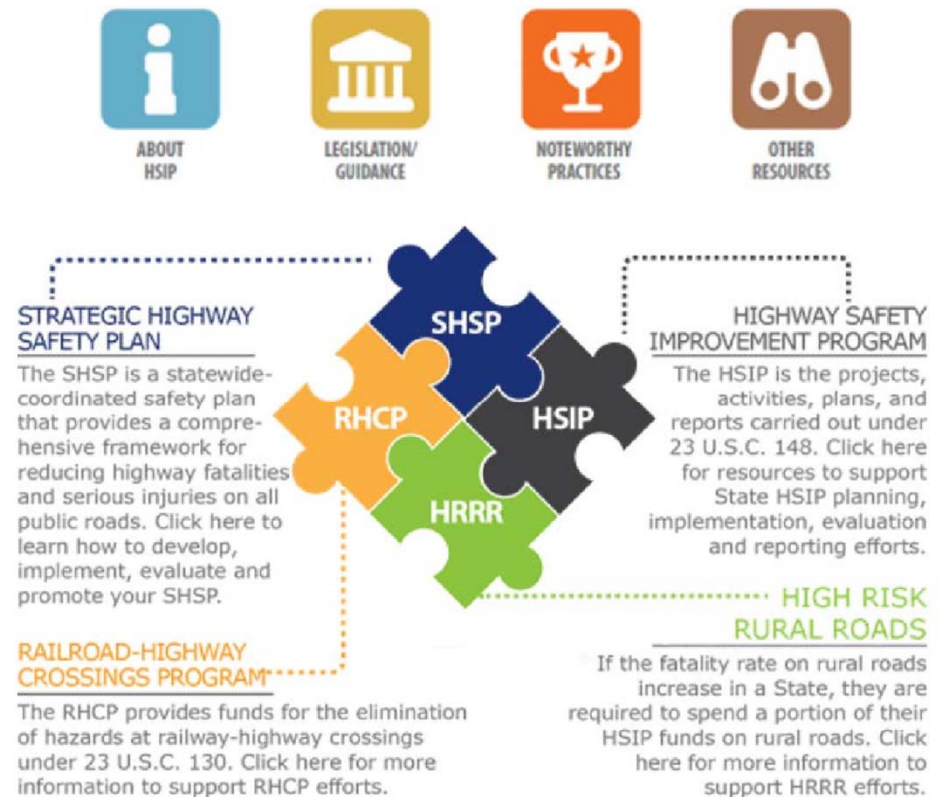 ABOUT
HSIP
LEGISLATION/
GUIDANCE
NOTEWORTHY
PRACTICES
OTHER
RESOURCES
SHSP
RHCP
HSIP
HRRR
STRATEGIC HIGHWAY
SAFETY PLAN
The SHSP is a statewide-
coordinated safety plan
that provides a compre-
hensive framework for
reducing highway fatalities
and serious injuries on all
public roads. Click here to
learn how to develop,
implement, evaluate and
promote your SHSP.
HIGHWAY SAFETY
IMPROVEMENT PROGRAM
The HSIP is the projects,
activities, plans, and
reports carried out under
23 U.S.C. 148. Click here
for resources to support
State HSIP planning,
implementation, evaluation
and reporting efforts.
RAILROAD-HIGHWAY
CROSSINGS PROGRAM
The RHCP provides funds for the elimination
of hazards at railway-highway crossings
under 23 U.S.C. 130. Click here for more
information to support RHCP efforts.
HIGH RISK
RURAL ROADS
If the fatality rate on rural roads
increase in a State, they are
required to spend a portion of their
HSIP funds on rural roads. Click
here for more information to
support HRRR efforts.